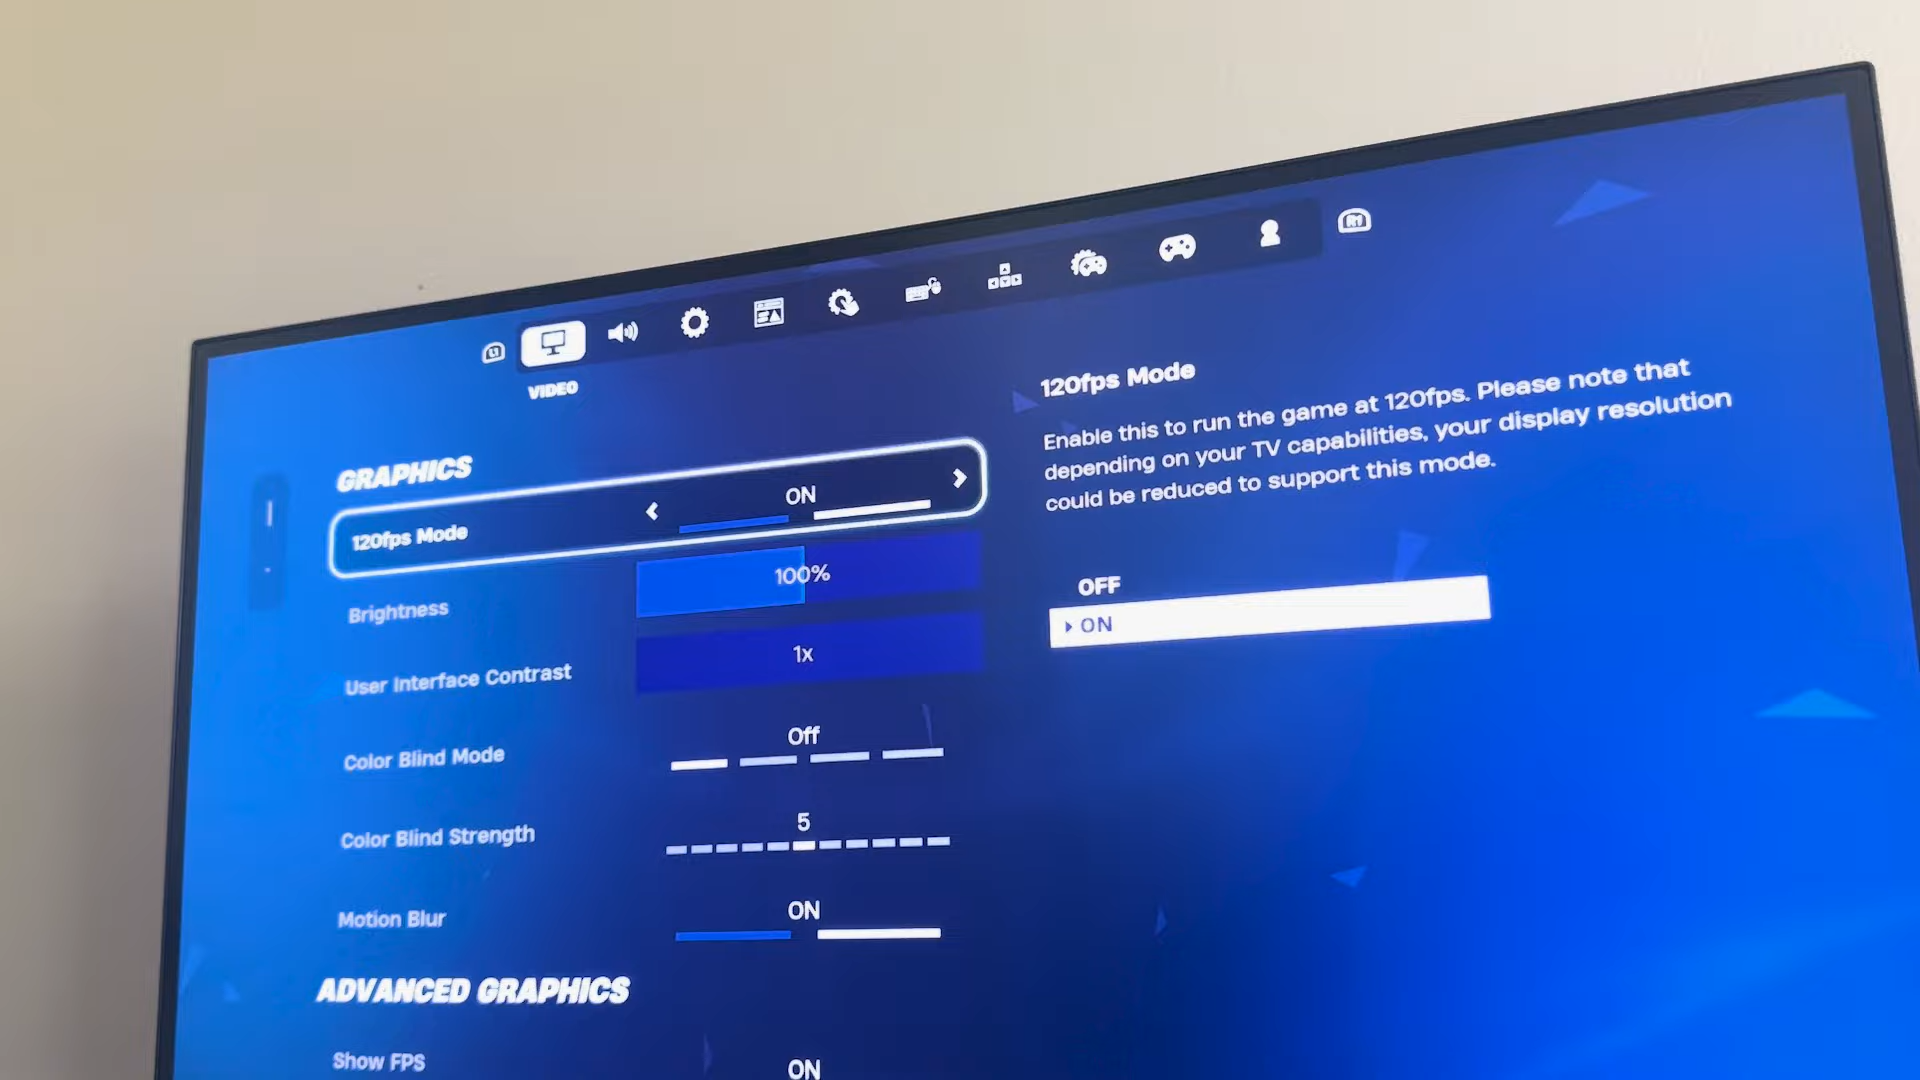 L1
R1
VIDEO
GRAPHICS
120fps Mode
ON
Brightness
100%
User Interface Contrast
1x
Color Blind Mode
Off
Color Blind Strength
5
Motion Blur
ON
ADVANCED GRAPHICS
Show FPS
ON
120fps Mode
Enable this to run the game at 120fps. Please note that
depending on your TV capabilities, your display resolution
could be reduced to support this mode.
OFF
ON